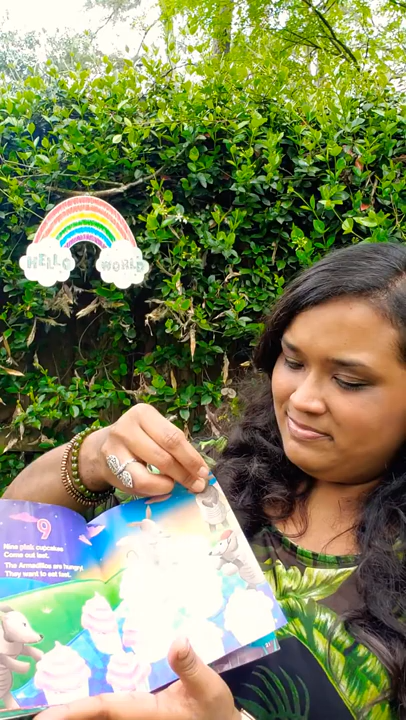 HELLO WORLD
9
Nine pink cupcakes
Come out last.
The Armadillos are hungry
They want to eat fast.